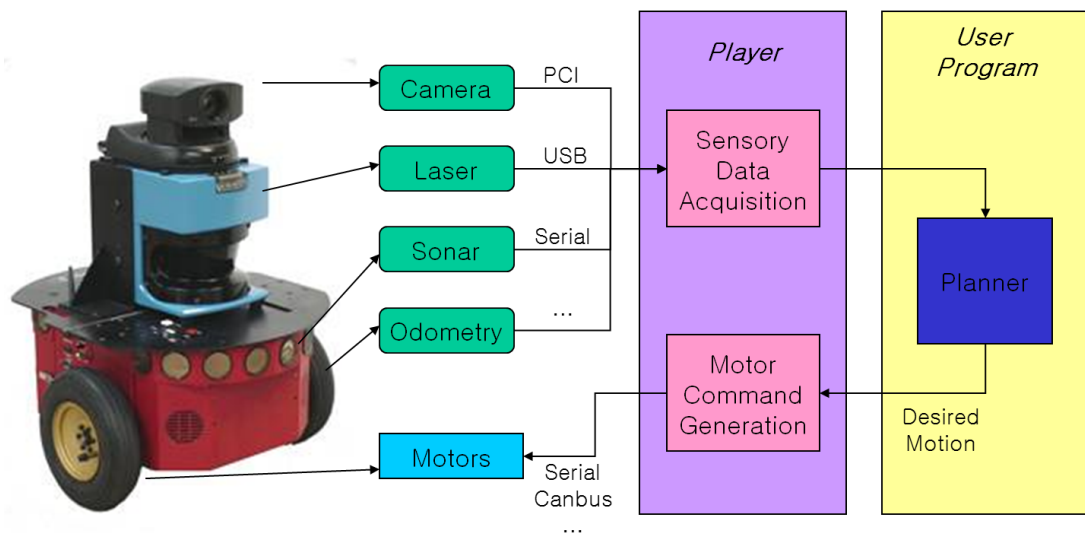 Player
User
Program
Camera
PCI
Sensory
Data
Acquisition
Laser
USB
Sonar
Serial
Planner
Odometry
...
Motor
Command
Generation
Desired
Motion
Motors
Serial
Canbus
...